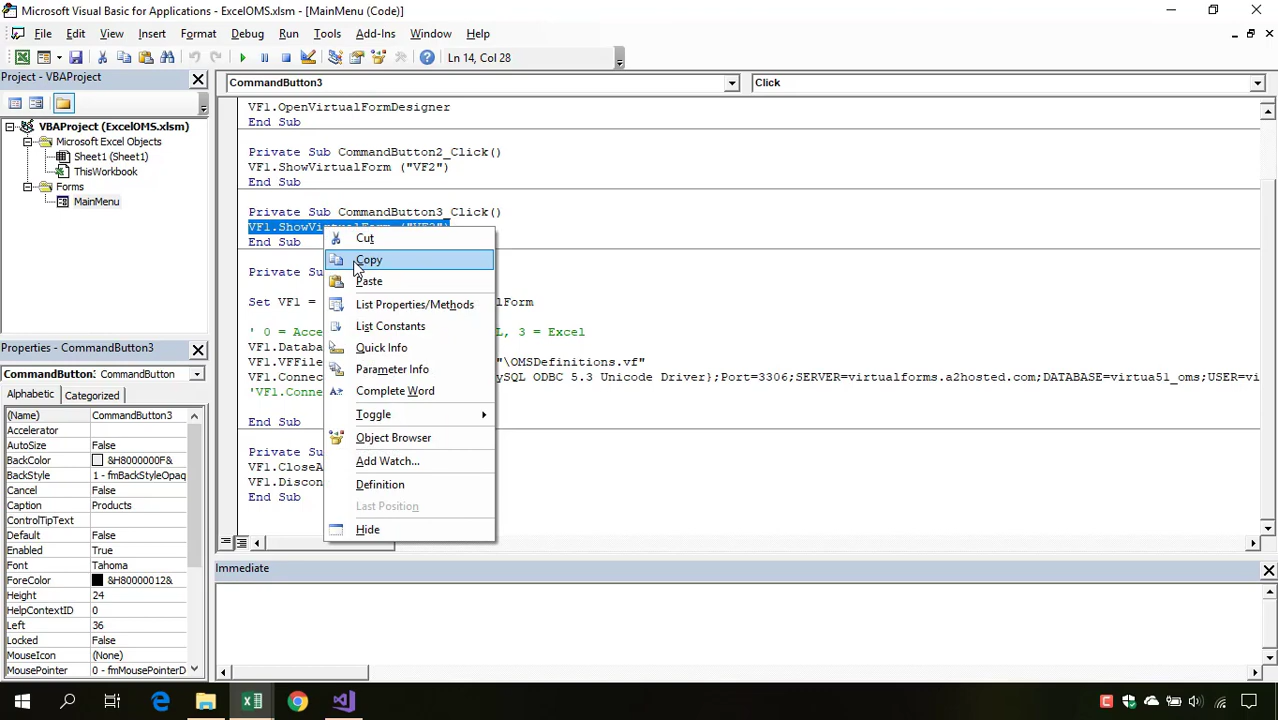 Microsoft Visual Basic for Applications - ExcelOMS.xlsm - [MainMenu (Code)]
File Edit View Insert Format Debug Run Tools Add-Ins Window Help
Ln 14, Col 28
Project - VBAProject
VBAProject (ExcelOMS.xlsm)
Microsoft Excel Objects
Sheet1 (Sheet1)
ThisWorkbook
Forms
MainMenu
Properties - CommandButton3
CommandButton: CommandButton
Alphabetic Categorized
(Name) CommandButton3
Accelerator
AutoSize False
BackColor &H8000000F&
BackStyle 1 - fmBackStyleOpaq
Cancel False
Caption Products
ControlTipText
Default False
Enabled True
Font Tahoma
ForeColor &H80000012&
Height 24
HelpContextID 0
Left 36
Locked False
MouseIcon (None)
MousePointer 0 - fmMousePointerD
CommandButton3 Click
VF1.OpenVirtualFormDesigner
End Sub
Private Sub CommandButton2_Click()
VF1.ShowVirtualForm ("VF2")
End Sub
Private Sub CommandButton3_Click()
End Sub
Private Su
Set VF1 = lForm
' 0 = Acce L, 3 = Excel
VF1.Databa
VF1.VFFile "\OMSDefinitions.vf"
VF1.Connec ySQL ODBC 5.3 Unicode Driver};Port=3306;SERVER=virtualforms.a2hosted.com;DATABASE=virtua51_oms;USER=vi
'VF1.Conne
End Sub
Private Su
VF1.CloseA
VF1.Discon
End Sub
Cut
Copy
Paste
List Properties/Methods
List Constants
Quick Info
Parameter Info
Complete Word
Toggle
Object Browser
Add Watch...
Definition
Last Position
Hide
Immediate